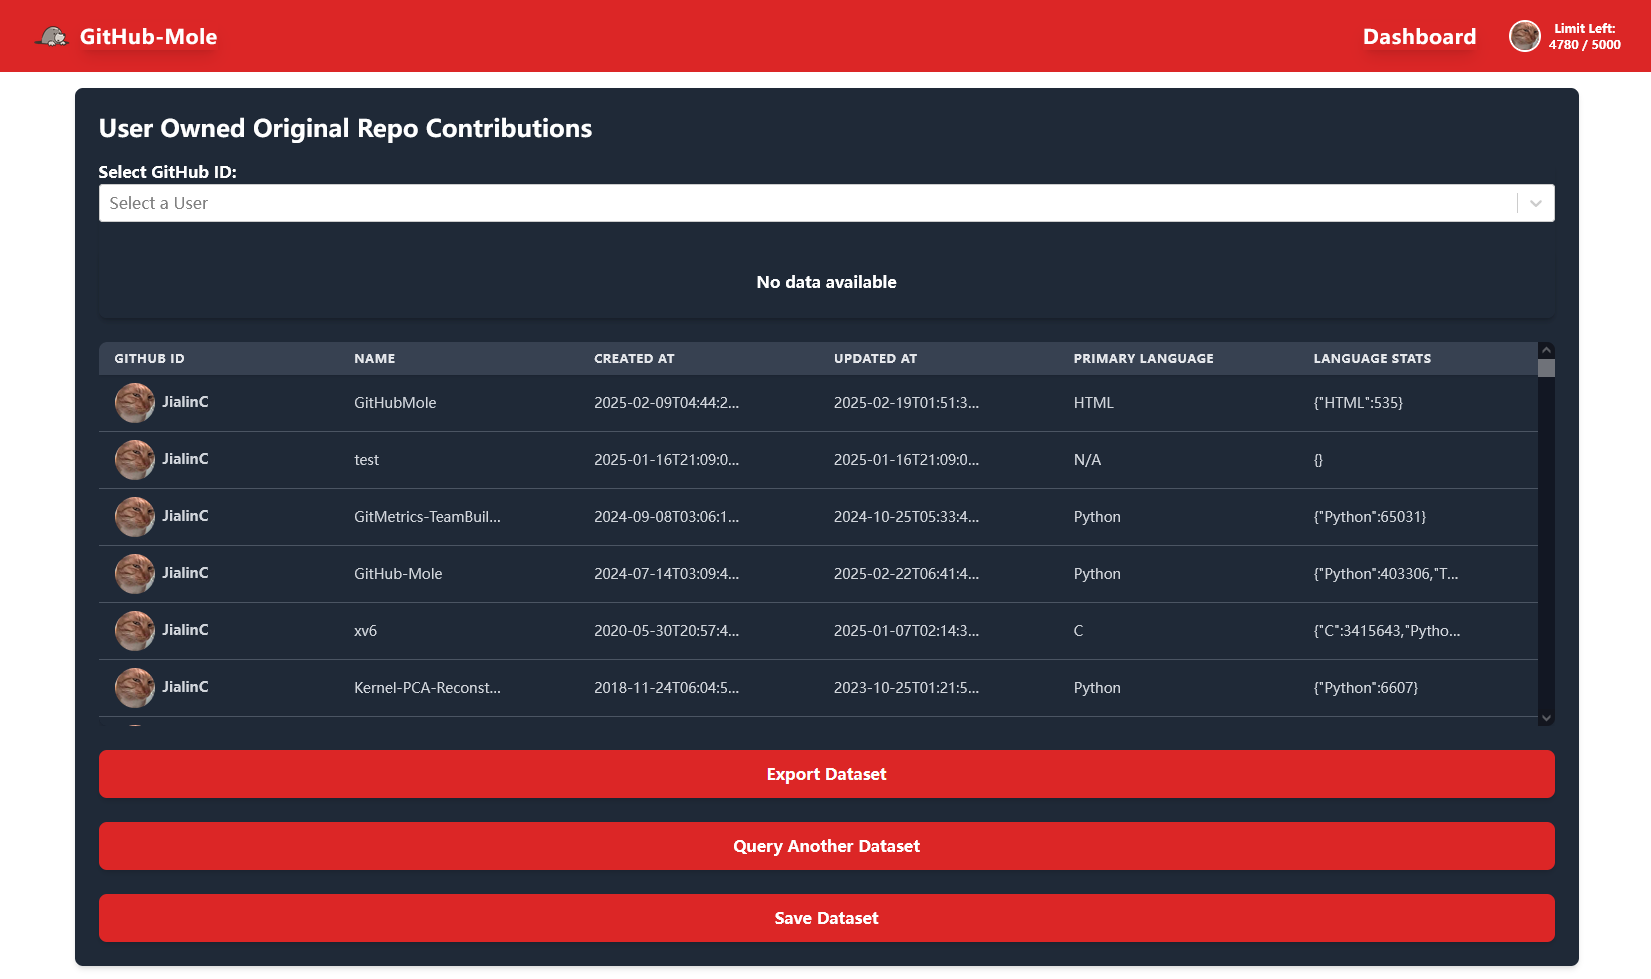 GitHub-Mole
Dashboard
Limit Left:
4780 / 5000
User Owned Original Repo Contributions
Select GitHub ID:
Select a User
No data available
GITHUB ID NAME CREATED AT UPDATED AT PRIMARY LANGUAGE LANGUAGE STATS
JialinC GitHubMole 2025-02-09T04:44:2... 2025-02-19T01:51:3... HTML {"HTML":535}
JialinC test 2025-01-16T21:09:0... 2025-01-16T21:09:0... N/A {}
JialinC GitMetrics-TeamBuil... 2024-09-08T03:06:1... 2024-10-25T05:33:4... Python {"Python":65031}
JialinC GitHub-Mole 2024-07-14T03:09:4... 2025-02-22T06:41:4... Python {"Python":403306,"T...
JialinC xv6 2020-05-30T20:57:4... 2025-01-07T02:14:3... C {"C":3415643,"Pytho...
JialinC Kernel-PCA-Reconst... 2018-11-24T06:04:5... 2023-10-25T01:21:5... Python {"Python":6607}
Export Dataset
Query Another Dataset
Save Dataset